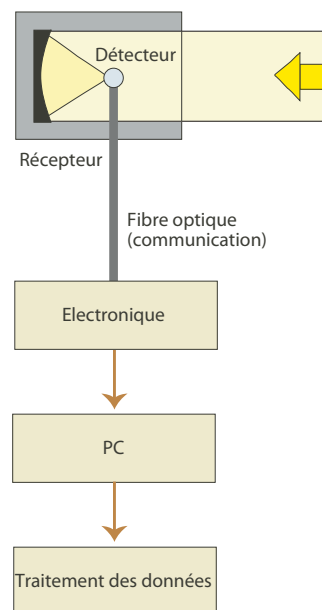 Détecteur
Récepteur
Fibre optique
(communication)
Electronique
PC
Traitement des données